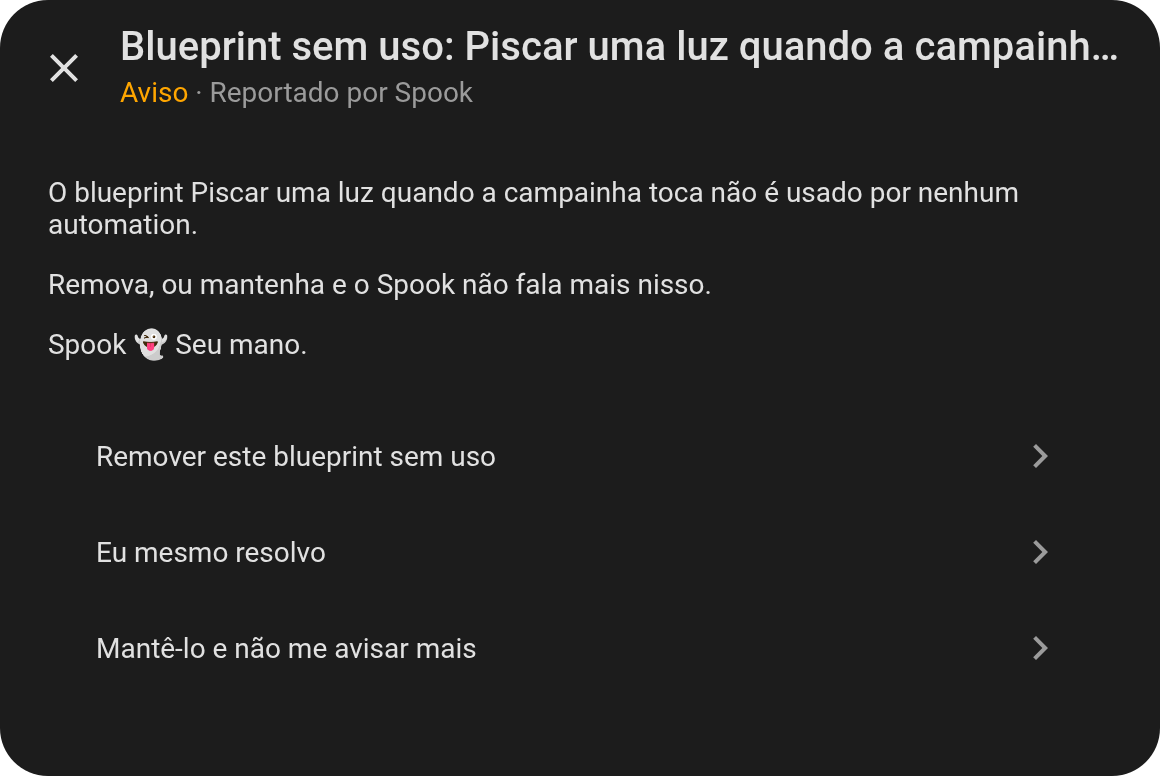 Blueprint sem uso: Piscar uma luz quando a campainh...
Aviso · Reportado por Spook
O blueprint Piscar uma luz quando a campainha toca não é usado por nenhum
automation.
Remova, ou mantenha e o Spook não fala mais nisso.
Spook 👻 Seu mano.
Remover este blueprint sem uso
Eu mesmo resolvo
Mantê-lo e não me avisar mais